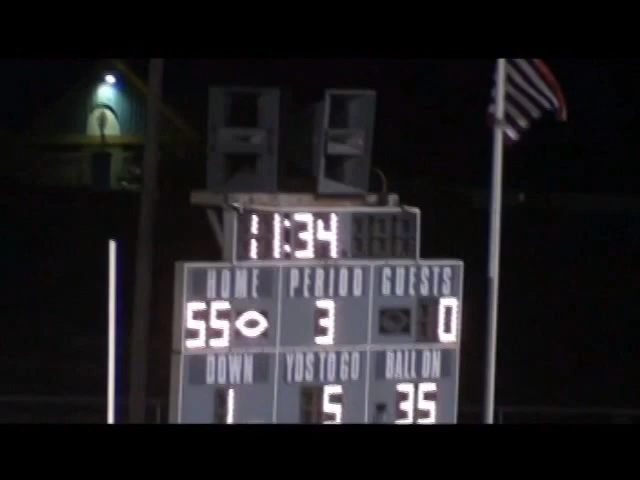 11:34
HOME PERIOD GUESTS
55 3 0
DOWN YDS TO GO BALL ON
1 5 35